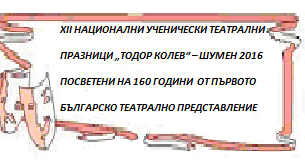 XII НАЦИОНАЛНИ УЧЕНИЧЕСКИ ТЕАТРАЛНИ
ПРАЗНИЦИ „ТОДОР КОЛЕВ“ – ШУМЕН 2016
ПОСВЕТЕНИ НА 160 ГОДИНИ ОТ ПЪРВОТО
БЪЛГАРСКО ТЕАТРАЛНО ПРЕДСТАВЛЕНИЕ